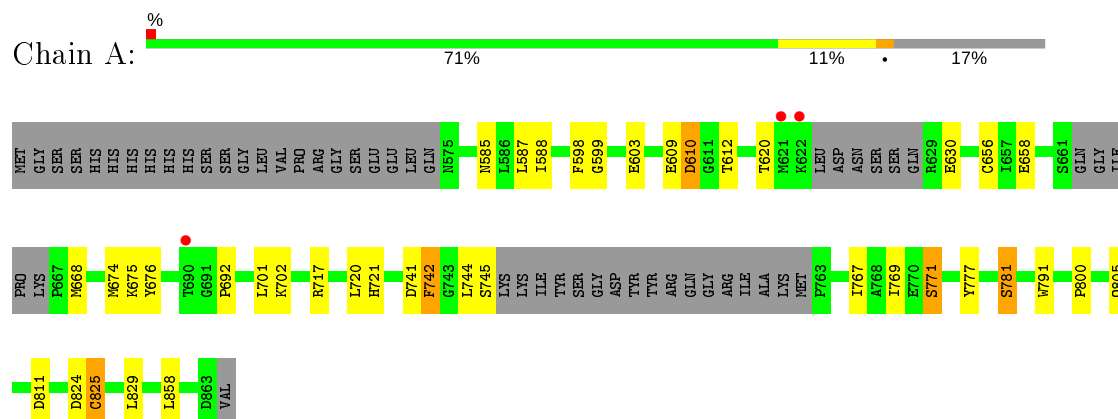 %
Chain A:
71% 11% • 17%
MET GLY SER SER HIS HIS HIS HIS HIS HIS SER SER GLY LEU VAL PRO ARG GLY SER GLU GLU LEU GLN N575 N585 L586 L587 I588 F598 G599 E603 E609 D610 G611 T612 T620 M621 K622 LEU ASP ASN SER SER GLN R629 E630 C656 I657 E658 S661 GLN GLY ILE
PRO LYS P667 M668 M674 K675 Y676 T690 G691 P692 L701 K702 R717 L720 H721 D741 F742 G743 L744 S745 LYS LYS ILE TYR SER GLY ASP TYR TYR ARG GLN GLY ARG ILE ALA LYS MET P763 I767 A768 I769 E770 S771 Y777 S781 W791 P800
D811 D824 C825 L829 L858 D863 VAL